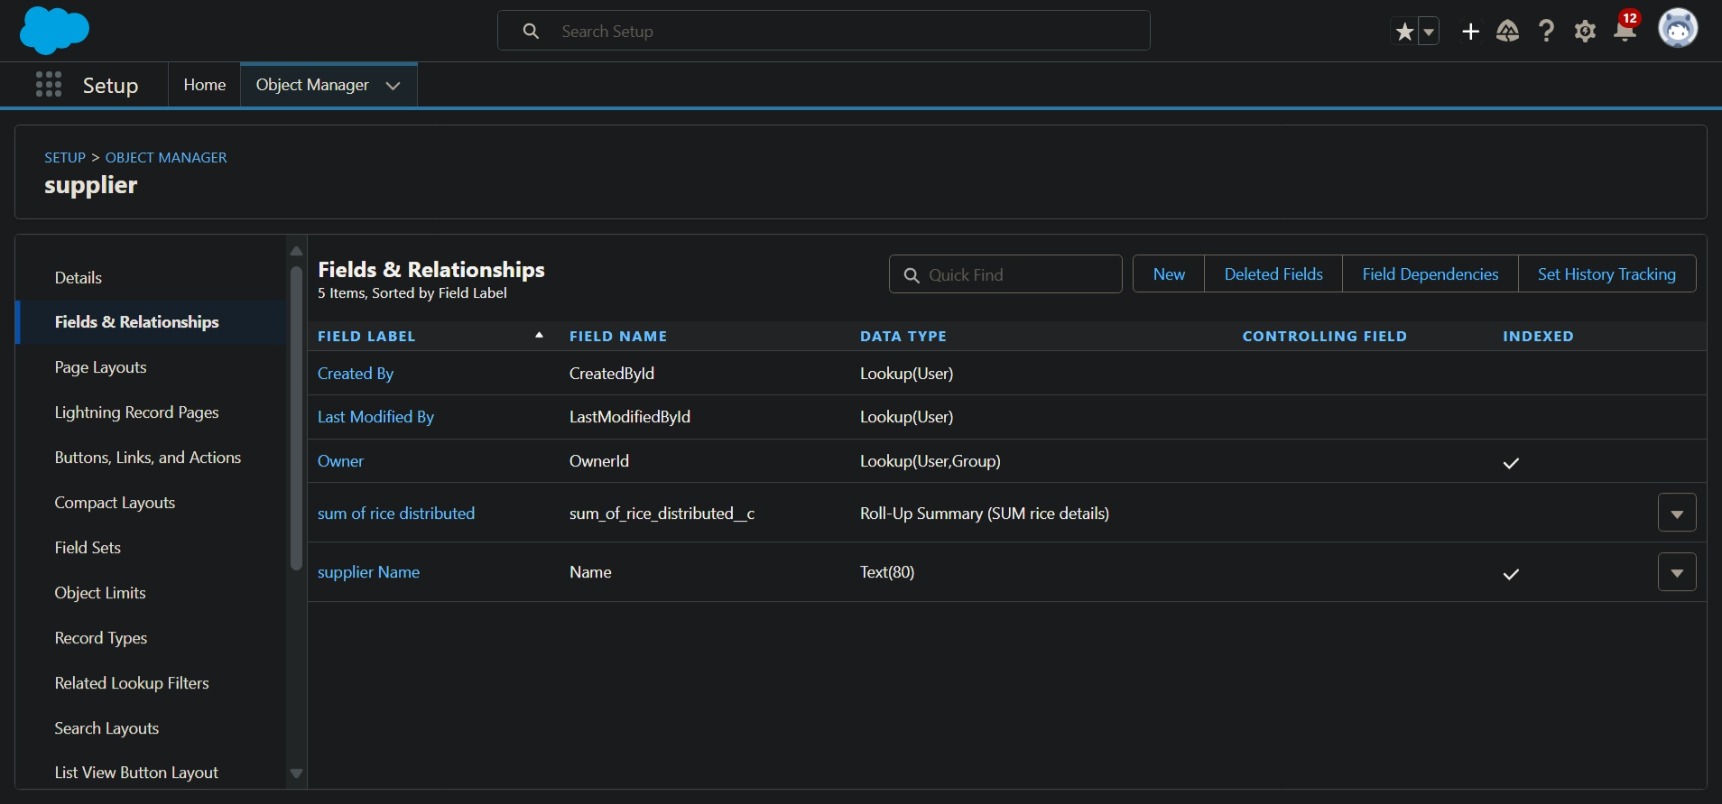 Search Setup
12
Setup
Home
Object Manager
SETUP > OBJECT MANAGER
supplier
Details
Fields & Relationships
Page Layouts
Lightning Record Pages
Buttons, Links, and Actions
Compact Layouts
Field Sets
Object Limits
Record Types
Related Lookup Filters
Search Layouts
List View Button Layout
Fields & Relationships
5 Items, Sorted by Field Label
Quick Find
New
Deleted Fields
Field Dependencies
Set History Tracking
FIELD LABEL FIELD NAME DATA TYPE CONTROLLING FIELD INDEXED
Created By CreatedById Lookup(User)
Last Modified By LastModifiedById Lookup(User)
Owner OwnerId Lookup(User,Group)
sum of rice distributed sum_of_rice_distributed__c Roll-Up Summary (SUM rice details)
supplier Name Name Text(80)